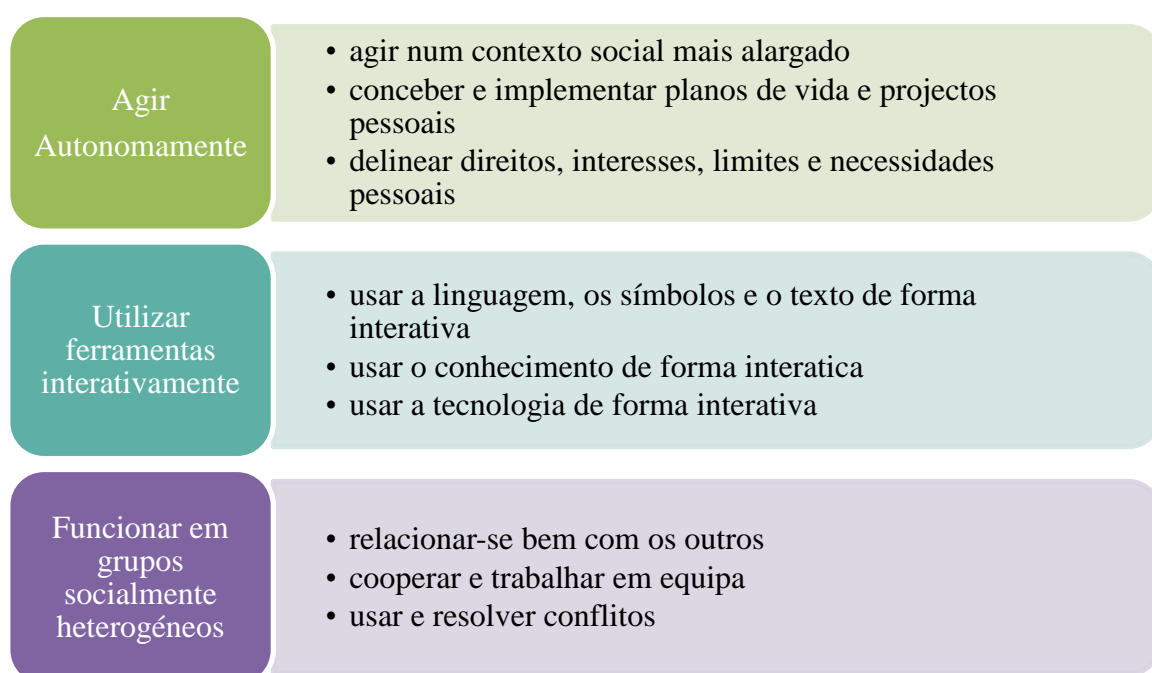 Agir
Autonomamente
• agir num contexto social mais alargado
• conceber e implementar planos de vida e projectos
pessoais
• delinear direitos, interesses, limites e necessidades
pessoais
Utilizar
ferramentas
interativamente
• usar a linguagem, os símbolos e o texto de forma
interativa
• usar o conhecimento de forma interatica
• usar a tecnologia de forma interativa
Funcionar em
grupos
socialmente
heterogéneos
• relacionar-se bem com os outros
• cooperar e trabalhar em equipa
• usar e resolver conflitos